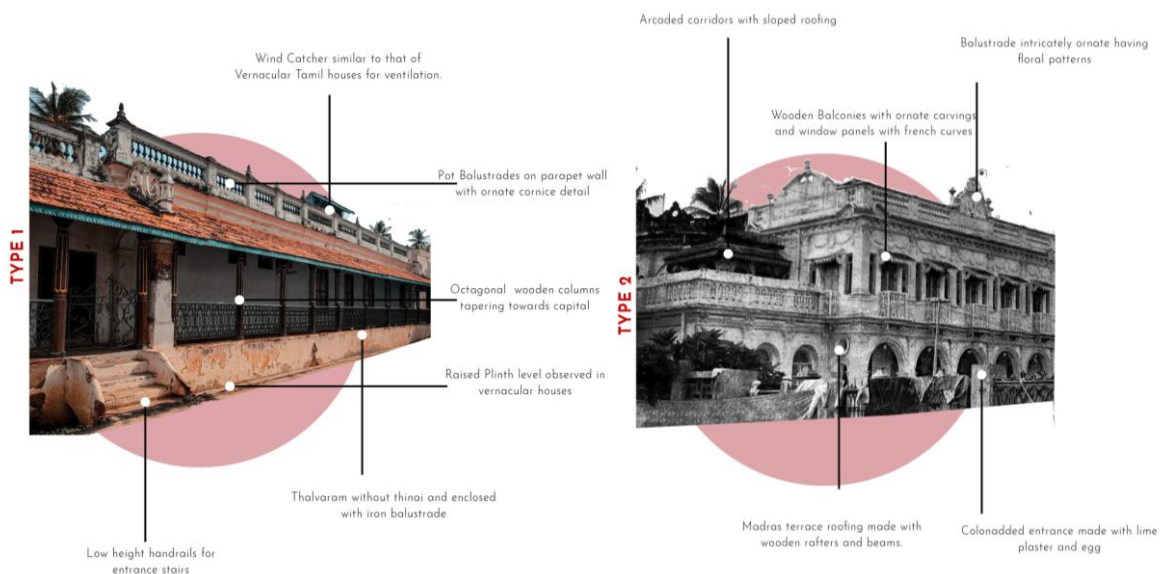 TYPE 1
Wind Catcher similar to that of
Vernacular Tamil houses for ventilation.
Pot Balustrades on parapet wall
with ornate cornice detail
Octagonal wooden columns
tapering towards capital
Raised Plinth level observed in
vernacular houses
Thalvaram without thinai and enclosed
with iron balustrade
Low height handrails for
entrance stairs
TYPE 2
Arcaded corridors with sloped roofing
Balustrade intricately ornate having
floral patterns
Wooden Balconies with ornate carvings
and window panels with french curves
Madras terrace roofing made with
wooden rafters and beams.
Colonadded entrance made with lime
plaster and egg